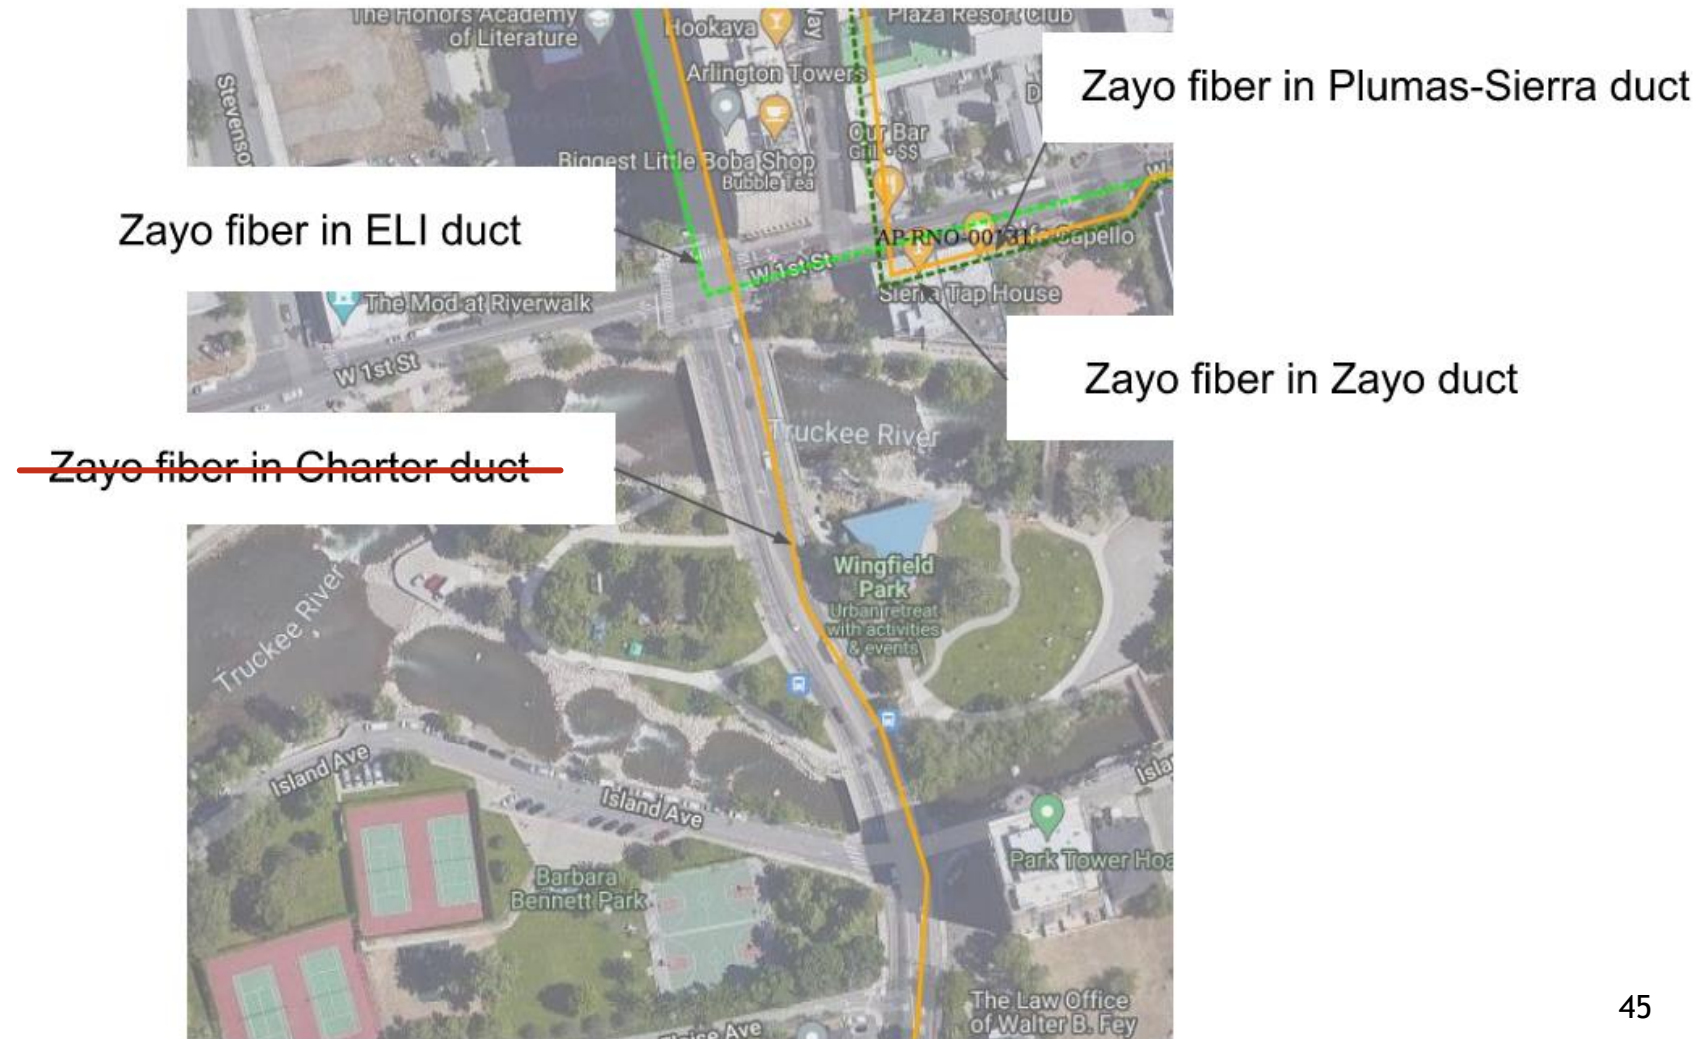 The Honors Academy
of Literature
Hookava
Way
Plaza Resort Club
Zayo fiber in Plumas-Sierra duct
Arlington Towers
Our Bar
Grill · $$
Biggest Little Boba Shop
Bubble Tea
Zayo fiber in ELI duct
W 1st St
Capello
Sierra Tap House
The Mod at Riverwalk
W 1st St
Zayo fiber in Zayo duct
Truckee River
Zayo fiber in Charter duct
Wingfield
Park
Urban retreat
with activities
& events
Truckee River
Island Ave
Island Ave
Park Tower Hoa
Barbara
Bennett Park
The Law Office
of Walter B. Fey
45